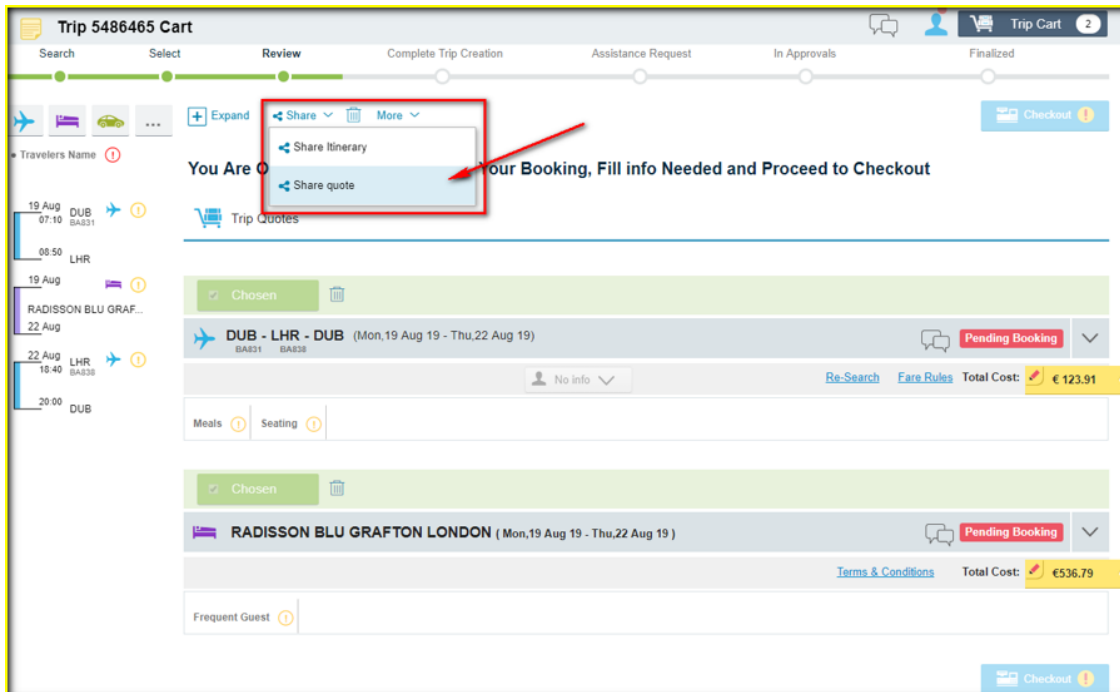 Trip 5486465 Cart
Trip Cart 2
Search Select Review Complete Trip Creation Assistance Request In Approvals Finalized
...
Expand Share More
Checkout
Share Itinerary
Share quote
• Travelers Name
You Are O Your Booking, Fill info Needed and Proceed to Checkout
Trip Quotes
19 Aug
07:10 DUB
BA831
08:50
LHR
19 Aug
RADISSON BLU GRAF...
22 Aug
22 Aug
18:40 LHR
BA838
20:00
DUB
Chosen
DUB - LHR - DUB (Mon,19 Aug 19 - Thu,22 Aug 19)
BA831 BA838
Pending Booking
No info
Re-Search Fare Rules Total Cost: € 123.91
Meals Seating
Chosen
RADISSON BLU GRAFTON LONDON ( Mon,19 Aug 19 - Thu,22 Aug 19 )
Pending Booking
Terms & Conditions Total Cost: €536.79
Frequent Guest
Checkout